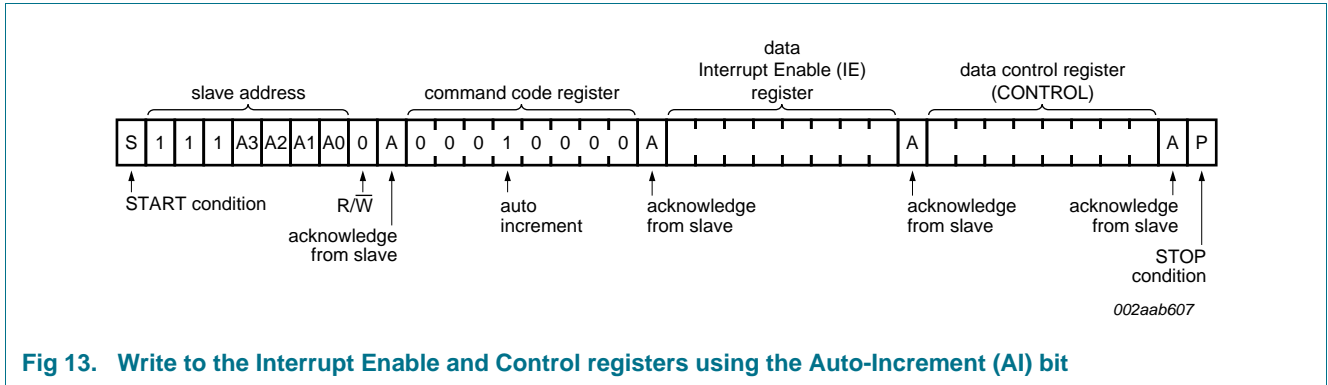 data
Interrupt Enable (IE)
register
data control register
(CONTROL)
slave address
command code register
S 1 1 1 A3 A2 A1 A0 0 A 0 0 0 1 0 0 0 0 A A A P
START condition
R/W̅
acknowledge
from slave
auto
increment
acknowledge
from slave
acknowledge
from slave
acknowledge
from slave
STOP
condition
002aab607
Fig 13. Write to the Interrupt Enable and Control registers using the Auto-Increment (AI) bit